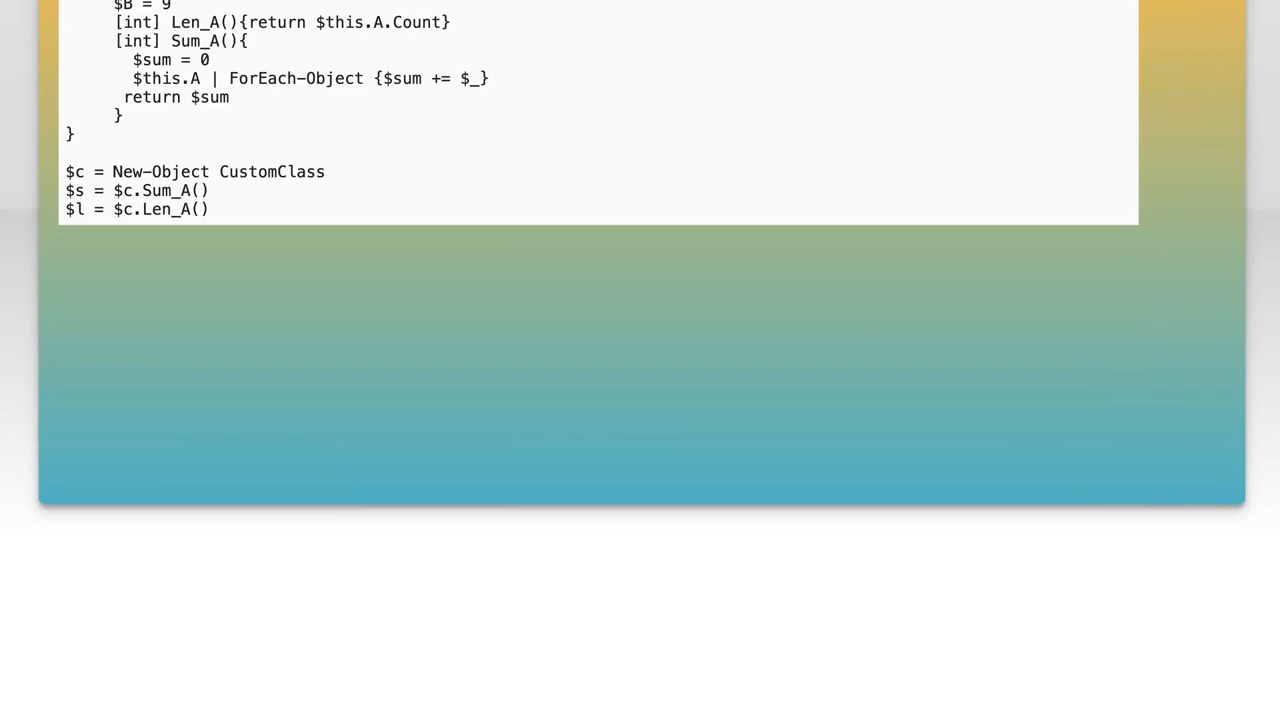 $B = 9
[int] Len_A(){return $this.A.Count}
[int] Sum_A(){
$sum = 0
$this.A | ForEach-Object {$sum += $_}
return $sum
}
}
$c = New-Object CustomClass
$s = $c.Sum_A()
$l = $c.Len_A()